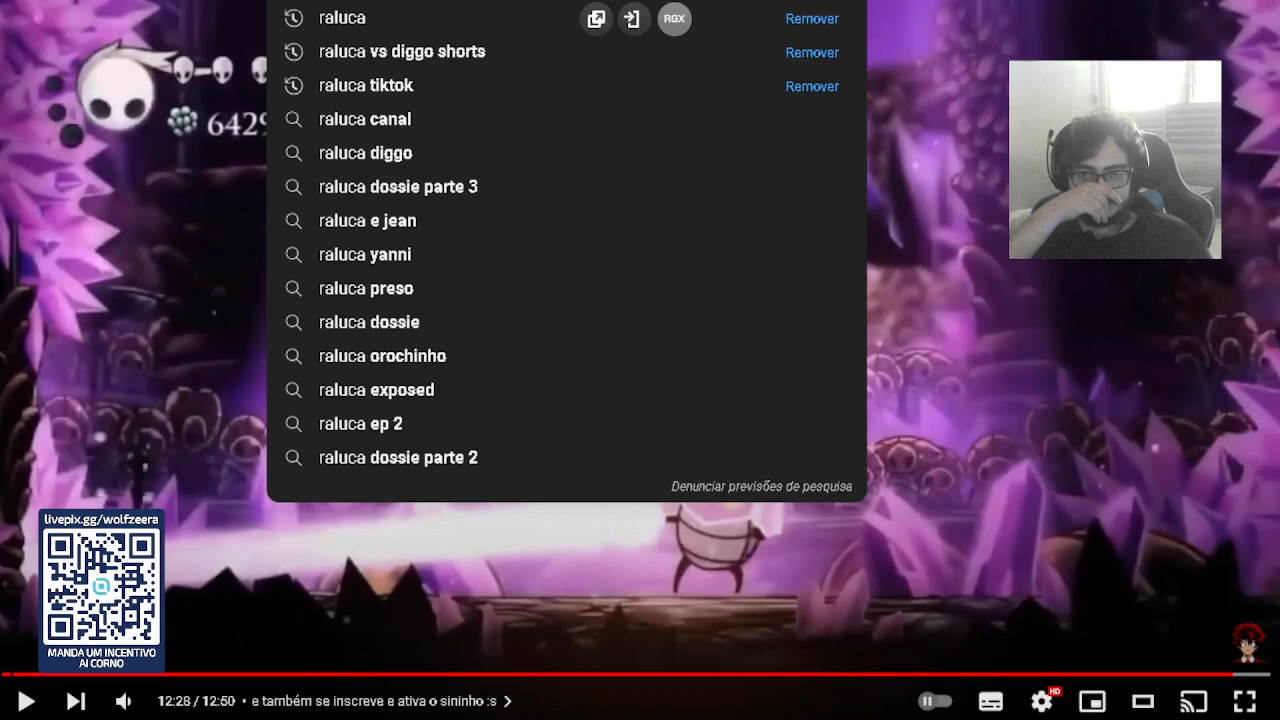 raluca
Remover
RGX
raluca vs diggo shorts
Remover
raluca tiktok
Remover
raluca canal
raluca diggo
raluca dossie parte 3
raluca e jean
raluca yanni
raluca preso
raluca dossie
raluca orochinho
raluca exposed
raluca ep 2
raluca dossie parte 2
Denunciar previsões de pesquisa
6429
livepix.gg/wolfzeera
MANDA UM INCENTIVO
AI CORNO
12:28 / 12:50 • e também se inscreve e ativa o sininho :s
HD